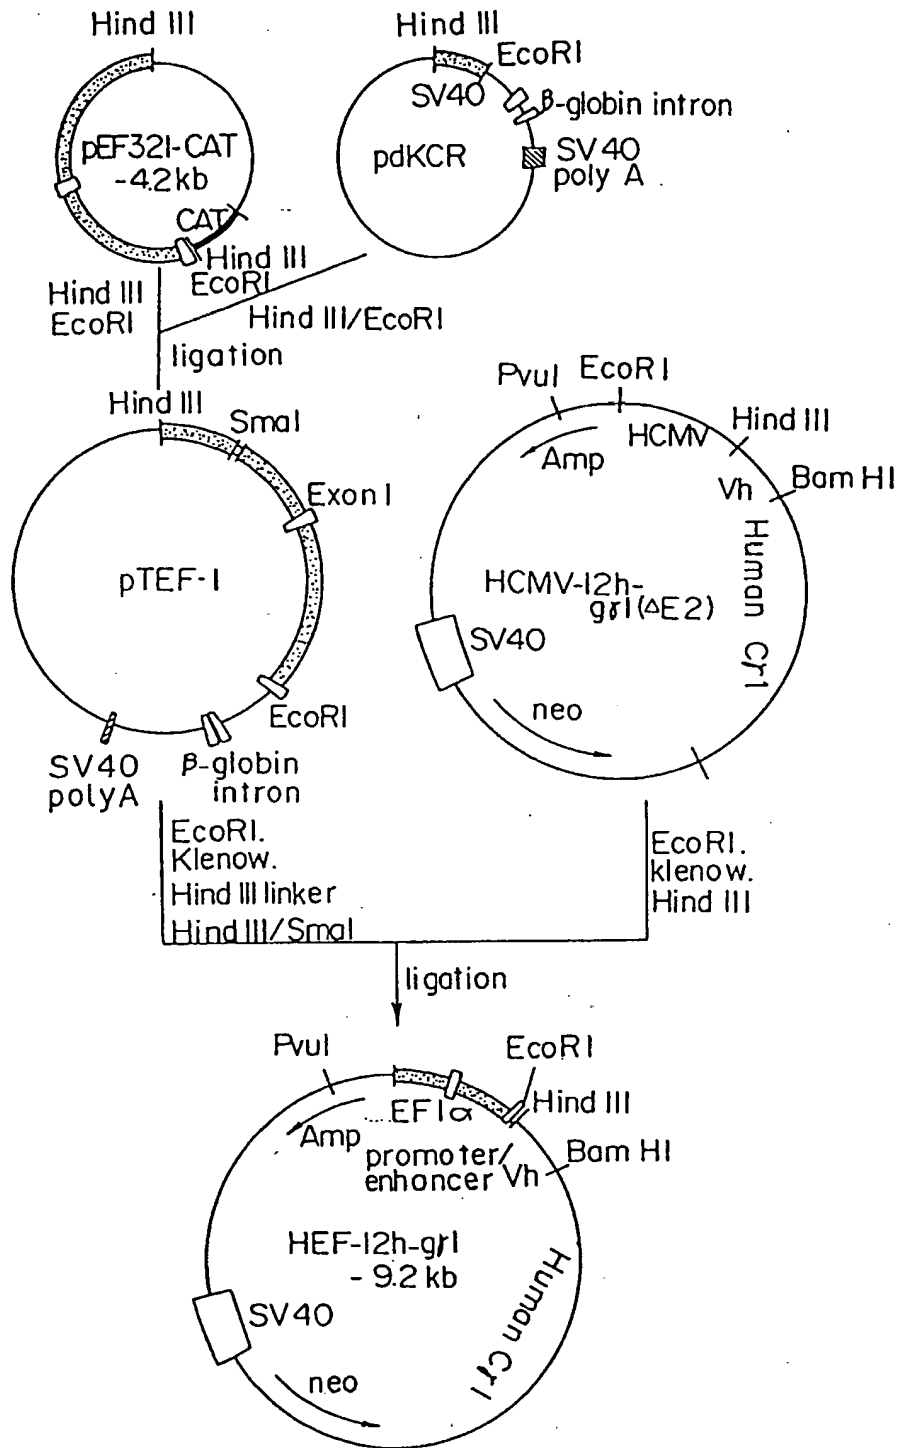 Hind III
pEF321-CAT
-4.2kb
CAT
Hind III
EcoRI
Hind III
EcoRI
SV40
β-globin intron
pdKCR
SV40
poly A
Hind III
EcoRI
Hind III/EcoRI
ligation
Hind III
SmaI
Exon I
pTEF-1
EcoRI
SV40
polyA
β-globin
intron
PvuI
EcoRI
HCMV
Hind III
Amp
Vh
Bam HI
Human Cγ1
HCMV-12h-
gγ1(ΔE2)
SV40
neo
EcoRI.
Klenow.
Hind III linker
Hind III/SmaI
EcoRI.
klenow.
Hind III
ligation
PvuI
EcoRI
Hind III
EF1α
Amp
promoter/
enhancer
Vh
Bam HI
HEF-12h-gγ1
- 9.2 kb
Human Cγ1
SV40
neo